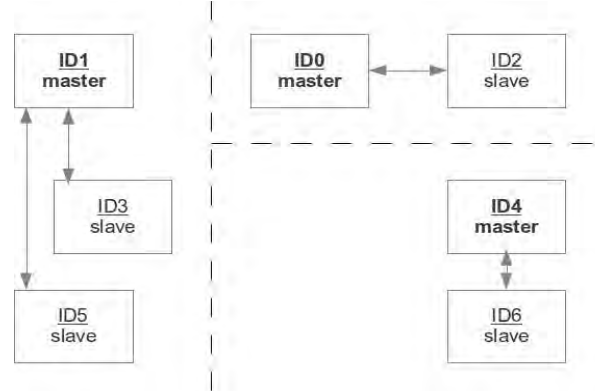 ID1
master
ID0
master
ID2
slave
ID3
slave
ID4
master
ID5
slave
ID6
slave